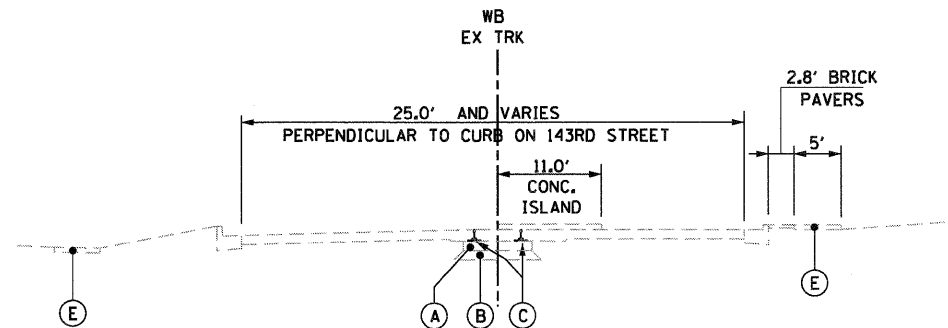 WB
EX TRK
2.8' BRICK
PAVERS
25.0' AND VARIES
PERPENDICULAR TO CURB ON 143RD STREET
5'
11.0'
CONC.
ISLAND
E
E
A
B
C